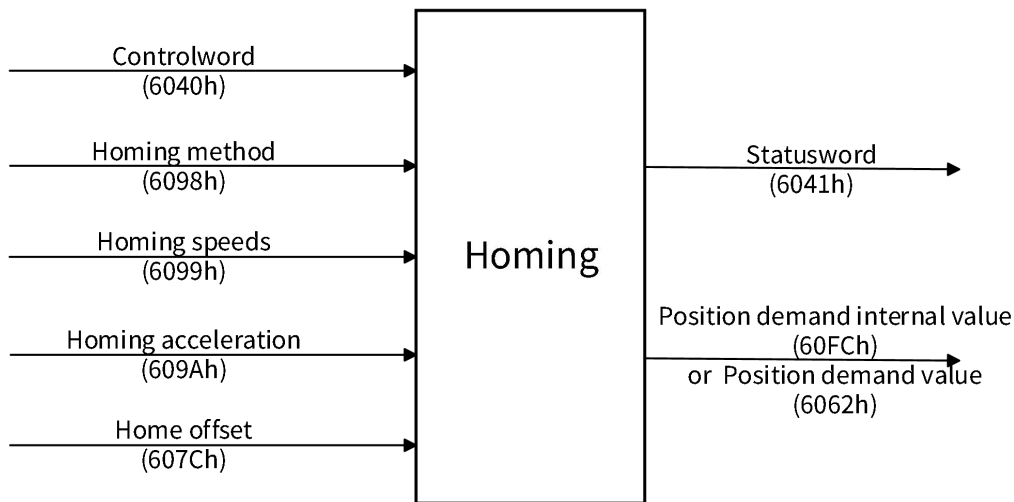 Controlword
(6040h)
Homing method
(6098h)
Homing speeds
(6099h)
Homing acceleration
(609Ah)
Home offset
(607Ch)
Homing
Statusword
(6041h)
Position demand internal value
(60FCh)
or Position demand value
(6062h)